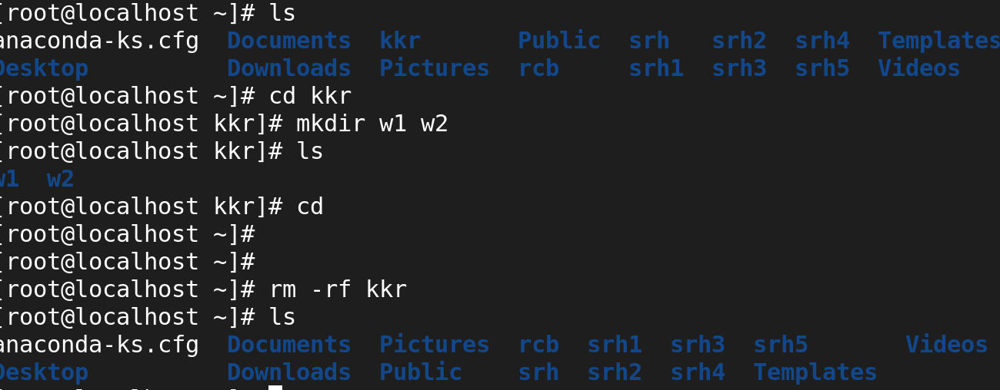 [root@localhost ~]# ls
anaconda-ks.cfg  Documents  kkr       Public  srh   srh2  srh4  Templates
Desktop          Downloads  Pictures  rcb     srh1  srh3  srh5  Videos
[root@localhost ~]# cd kkr
[root@localhost kkr]# mkdir w1 w2
[root@localhost kkr]# ls
w1  w2
[root@localhost kkr]# cd
[root@localhost ~]#
[root@localhost ~]#
[root@localhost ~]# rm -rf kkr
[root@localhost ~]# ls
anaconda-ks.cfg  Documents  Pictures  rcb  srh1  srh3  srh5       Videos
Desktop          Downloads  Public    srh  srh2  srh4  Templates